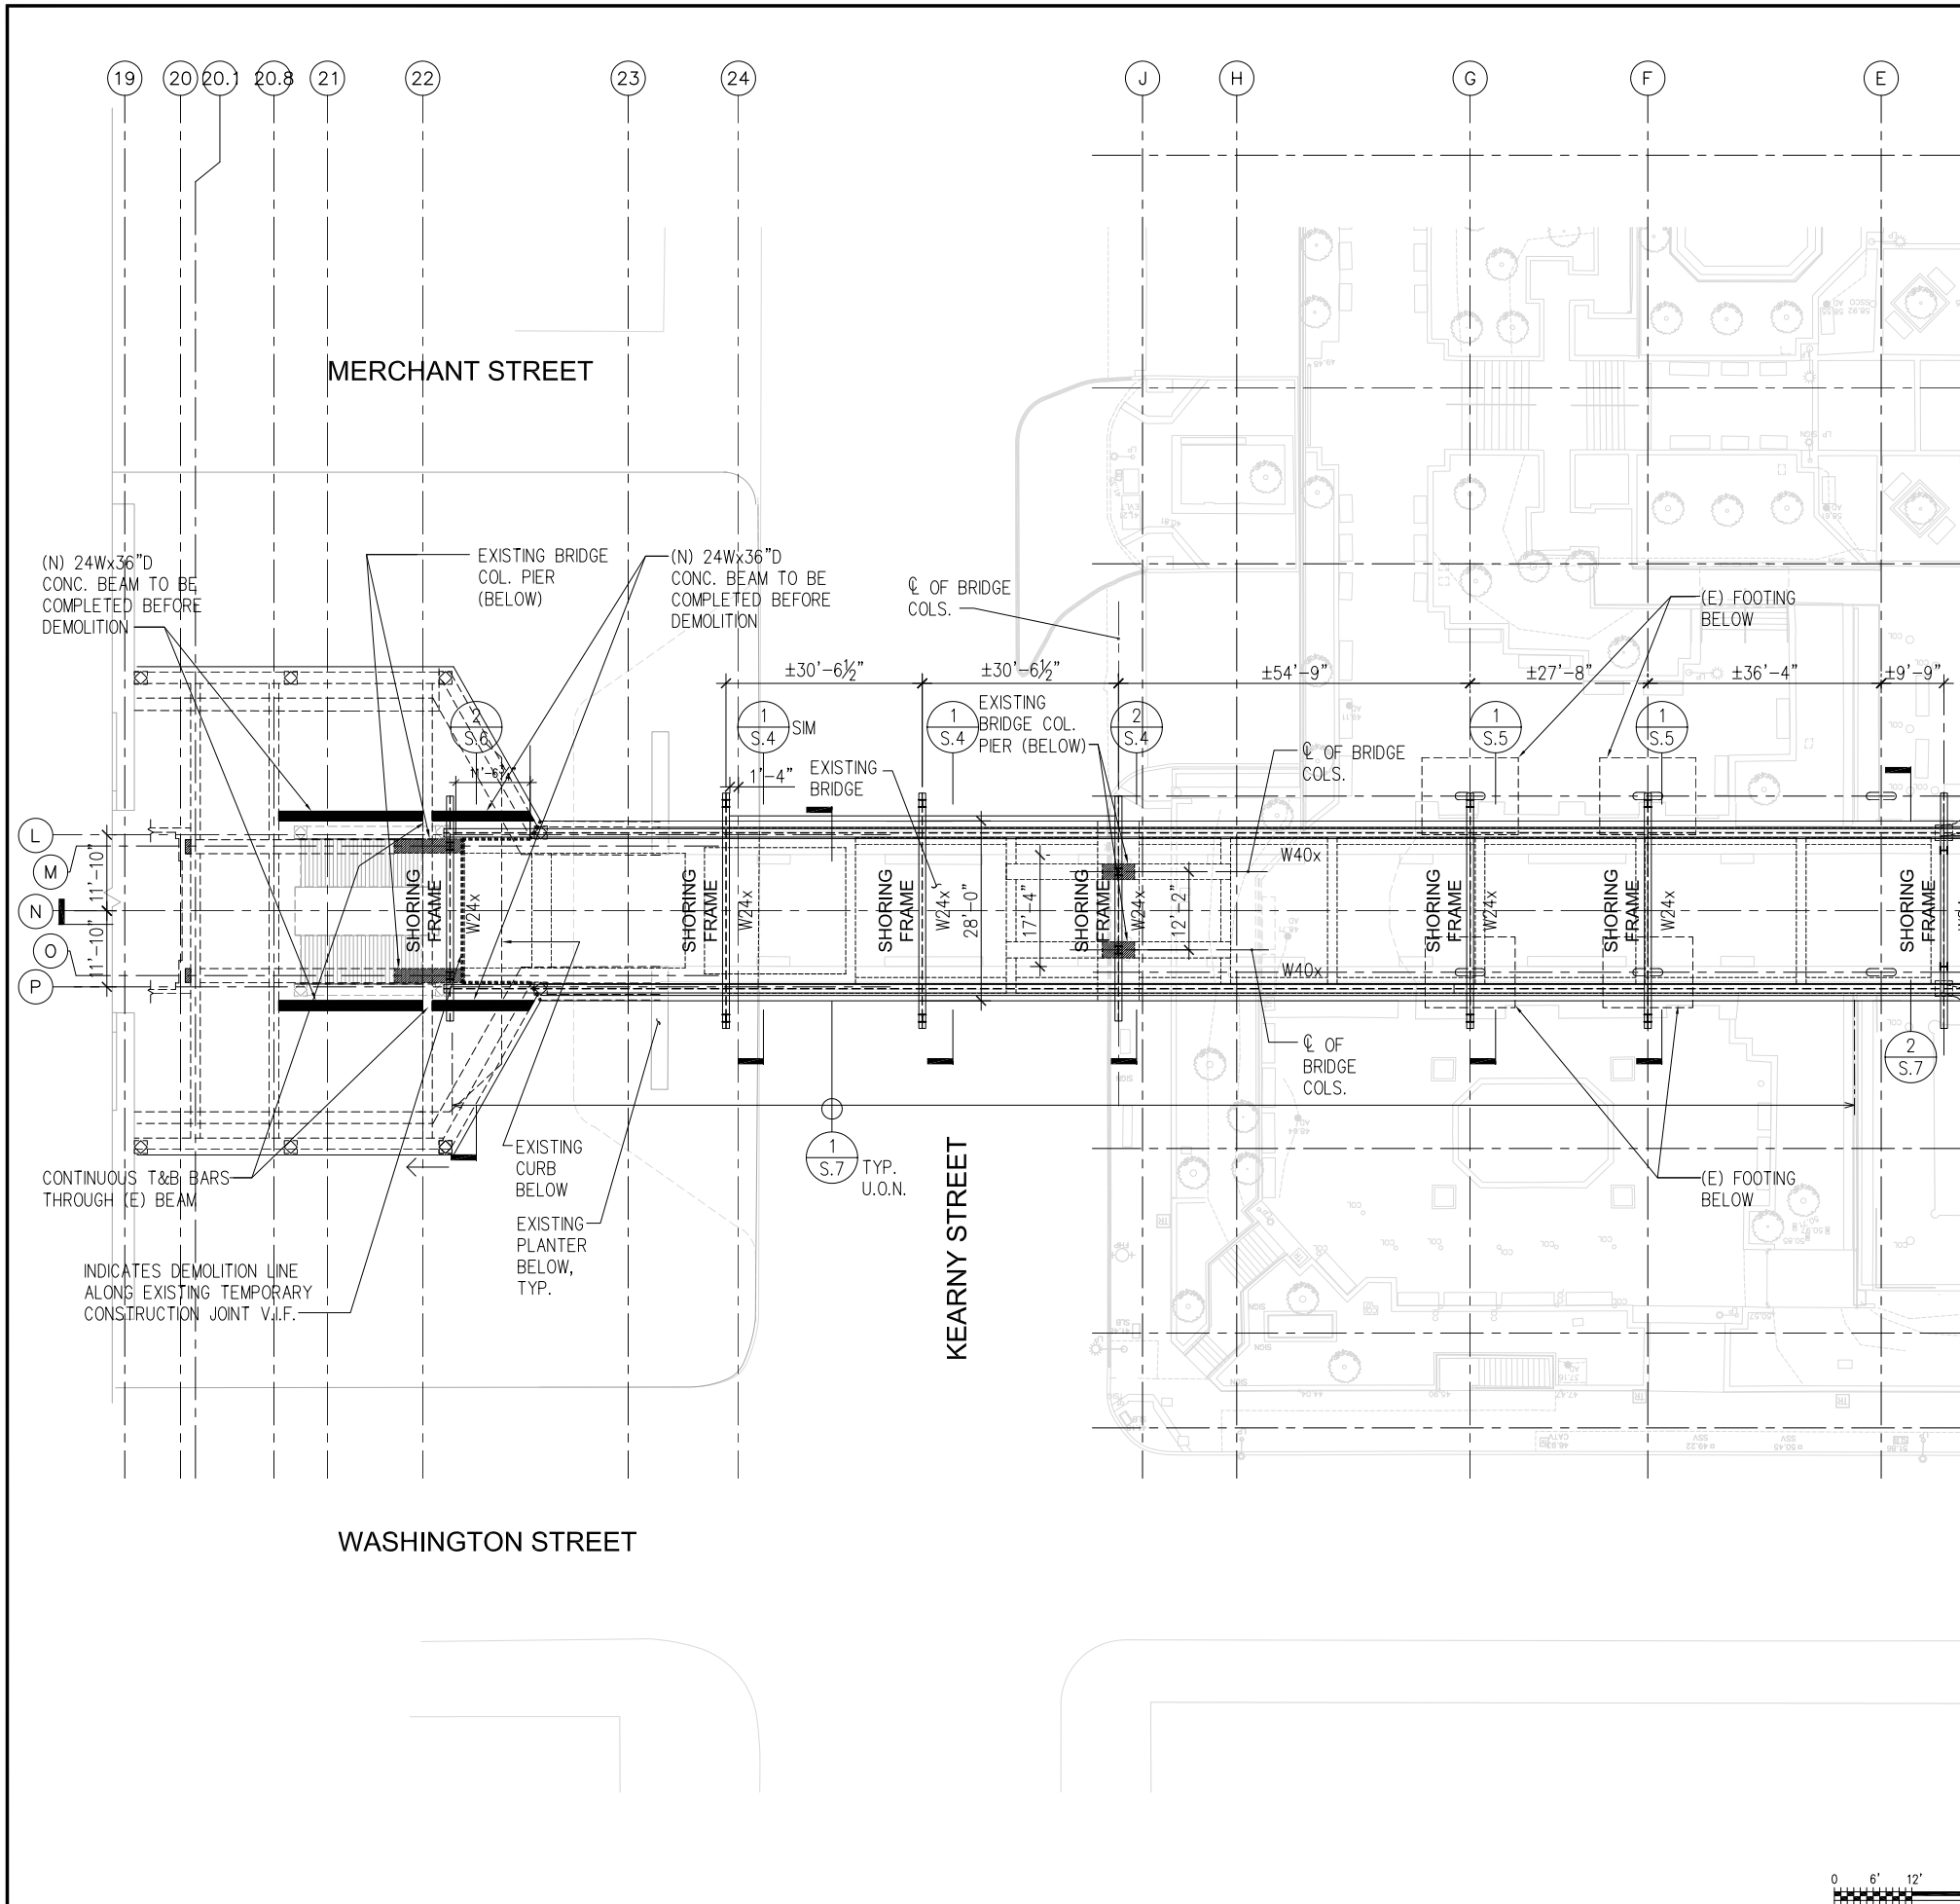 19
20
20.1
20.8
21
22
23
24
J
H
G
F
E
MERCHANT STREET
(N) 24Wx36"D
CONC. BEAM TO BE
COMPLETED BEFORE
DEMOLITION
EXISTING BRIDGE
COL. PIER
(BELOW)
(N) 24Wx36"D
CONC. BEAM TO BE
COMPLETED BEFORE
DEMOLITION
℄ OF BRIDGE
COLS.
(E) FOOTING
BELOW
±30'-6½"
±30'-6½"
±54'-9"
±27'-8"
±36'-4"
±9'-9"
2
S.6
1
S.4
SIM
1
S.4
EXISTING
BRIDGE COL.
PIER (BELOW)
2
S.4
1
S.5
1
S.5
℄ OF BRIDGE
COLS.
1'-4"
EXISTING
BRIDGE
L
M
N
O
P
11'-10"
11'-10"
SHORING
FRAME
W24x
SHORING
FRAME
W24x
SHORING
FRAME
W24x
28'-0"
17'-4"
SHORING
FRAME
W24x
12'-2"
W40x
W40x
SHORING
FRAME
W24x
SHORING
FRAME
W24x
SHORING
FRAME
℄ OF
BRIDGE
COLS.
2
S.7
1
S.7
TYP.
U.O.N.
KEARNY STREET
EXISTING
CURB
BELOW
EXISTING
PLANTER
BELOW,
TYP.
CONTINUOUS T&B BARS
THROUGH (E) BEAM
INDICATES DEMOLITION LINE
ALONG EXISTING TEMPORARY
CONSTRUCTION JOINT V.I.F.
(E) FOOTING
BELOW
WASHINGTON STREET
0 6' 12'